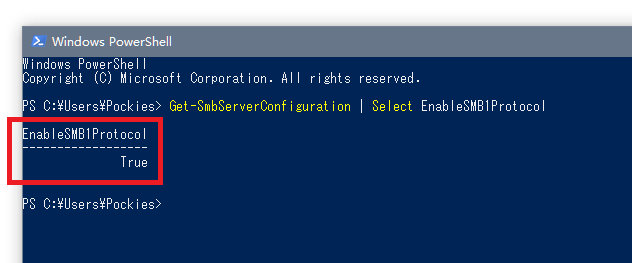 Windows PowerShell
Windows PowerShell
Copyright (C) Microsoft Corporation. All rights reserved.
PS C:¥Users¥Pockies> Get-SmbServerConfiguration | Select EnableSMB1Protocol
EnableSMB1Protocol
------------------
True
PS C:¥Users¥Pockies>